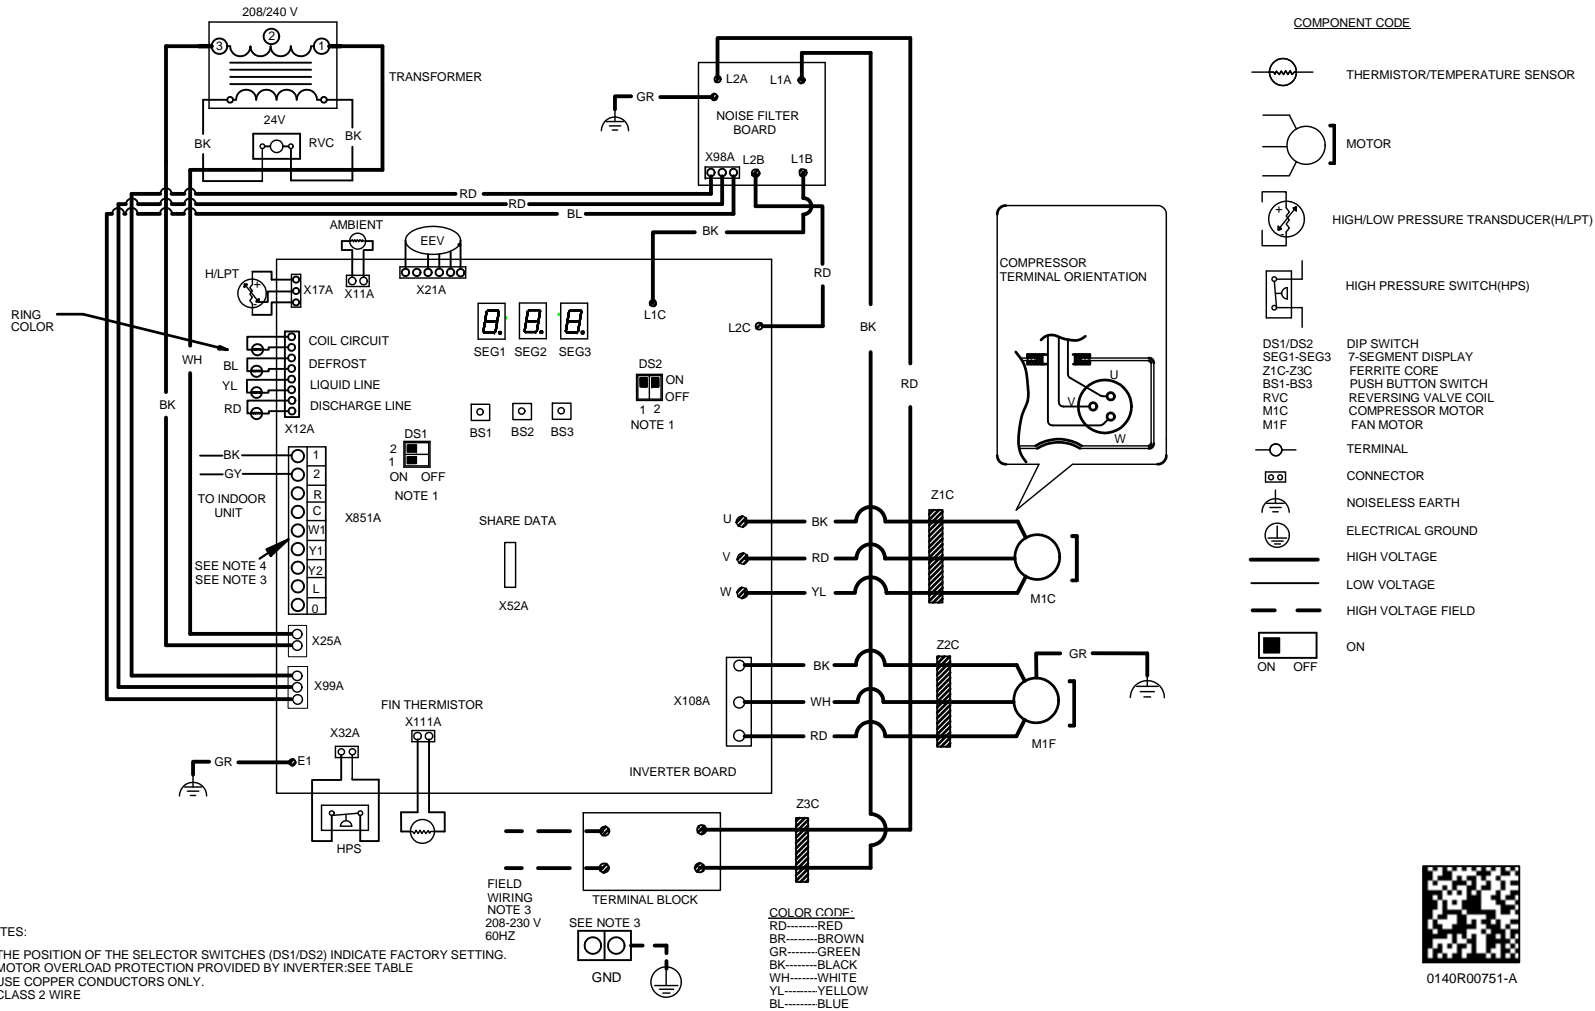 208/240 V
3
2
1
TRANSFORMER
24V
BK
RVC
BK
L2A
L1A
GR
NOISE FILTER
BOARD
X98A
L2B
L1B
RD
RD
BL
BK
RD
AMBIENT
EEV
H/LPT
X17A
X11A
X21A
RING
COLOR
COIL CIRCUIT
BL
DEFROST
YL
LIQUID LINE
RD
DISCHARGE LINE
X12A
WH
BK
SEG1
SEG2
SEG3
L1C
L2C
BK
RD
DS2
ON
OFF
1 2
NOTE 1
BS1
BS2
BS3
DS1
2
1
ON OFF
NOTE 1
BK
GY
TO INDOOR
UNIT
1
2
R
C
W1
Y1
Y2
L
0
X851A
SEE NOTE 4
SEE NOTE 3
SHARE DATA
X52A
X25A
X99A
COMPRESSOR
TERMINAL ORIENTATION
U
V
W
Z1C
U
BK
V
RD
W
YL
M1C
Z2C
BK
X108A
WH
RD
GR
M1F
FIN THERMISTOR
X111A
X32A
GR
E1
HPS
INVERTER BOARD
Z3C
FIELD
WIRING
NOTE 3
208-230 V
60HZ
TERMINAL BLOCK
SEE NOTE 3
GND
COLOR CODE:
RD--------RED
BR--------BROWN
GR--------GREEN
BK--------BLACK
WH-------WHITE
YL---------YELLOW
BL--------BLUE
TES:
THE POSITION OF THE SELECTOR SWITCHES (DS1/DS2) INDICATE FACTORY SETTING.
MOTOR OVERLOAD PROTECTION PROVIDED BY INVERTER:SEE TABLE
USE COPPER CONDUCTORS ONLY.
CLASS 2 WIRE
COMPONENT CODE
THERMISTOR/TEMPERATURE SENSOR
MOTOR
HIGH/LOW PRESSURE TRANSDUCER(H/LPT)
HIGH PRESSURE SWITCH(HPS)
DS1/DS2 DIP SWITCH
SEG1-SEG3 7-SEGMENT DISPLAY
Z1C-Z3C FERRITE CORE
BS1-BS3 PUSH BUTTON SWITCH
RVC REVERSING VALVE COIL
M1C COMPRESSOR MOTOR
M1F FAN MOTOR
TERMINAL
CONNECTOR
NOISELESS EARTH
ELECTRICAL GROUND
HIGH VOLTAGE
LOW VOLTAGE
HIGH VOLTAGE FIELD
ON
ON OFF
0140R00751-A